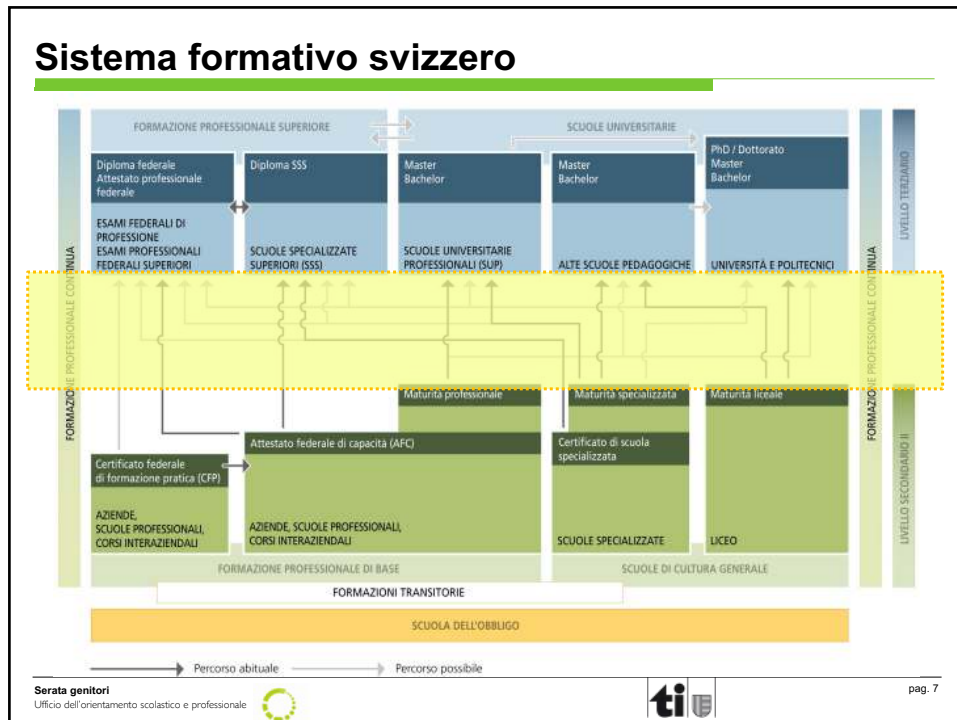 Sistema formativo svizzero
FORMAZIONE PROFESSIONALE SUPERIORE
SCUOLE UNIVERSITARIE
Diploma federale
Attestato professionale
federale
ESAMI FEDERALI DI
PROFESSIONE
ESAMI PROFESSIONALI
FEDERALI SUPERIORI
Diploma SSS
SCUOLE SPECIALIZZATE
SUPERIORI (SSS)
Master
Bachelor
SCUOLE UNIVERSITARIE
PROFESSIONALI (SUP)
Master
Bachelor
ALTE SCUOLE PEDAGOGICHE
PhD / Dottorato
Master
Bachelor
UNIVERSITÀ E POLITECNICI
FORMAZIONE PROFESSIONALE CONTINUA
FORMAZIONE PROFESSIONALE CONTINUA
LIVELLO TERZIARIO
LIVELLO SECONDARIO II
Maturità professionale
Maturità specializzata
Maturità liceale
Attestato federale di capacità (AFC)
Certificato di scuola
specializzata
Certificato federale
di formazione pratica (CFP)
AZIENDE,
SCUOLE PROFESSIONALI,
CORSI INTERAZIENDALI
AZIENDE, SCUOLE PROFESSIONALI,
CORSI INTERAZIENDALI
SCUOLE SPECIALIZZATE
LICEO
FORMAZIONE PROFESSIONALE DI BASE
SCUOLE DI CULTURA GENERALE
FORMAZIONI TRANSITORIE
SCUOLA DELL'OBBLIGO
Percorso abituale
Percorso possibile
Serata genitori
Ufficio dell'orientamento scolastico e professionale
ti
pag. 7